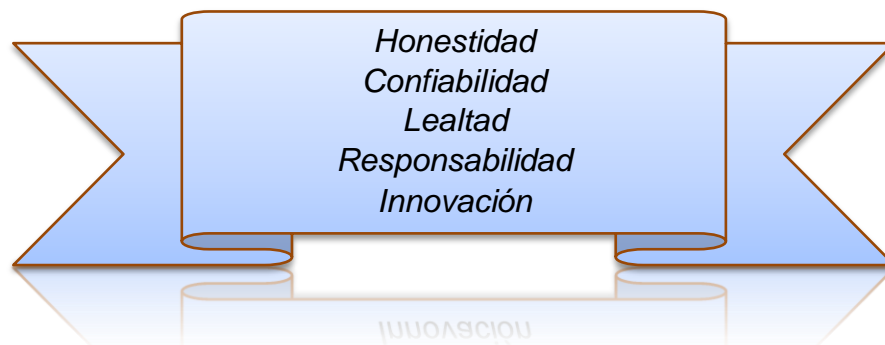 Honestidad
Confiabilidad
Lealtad
Responsabilidad
Innovación